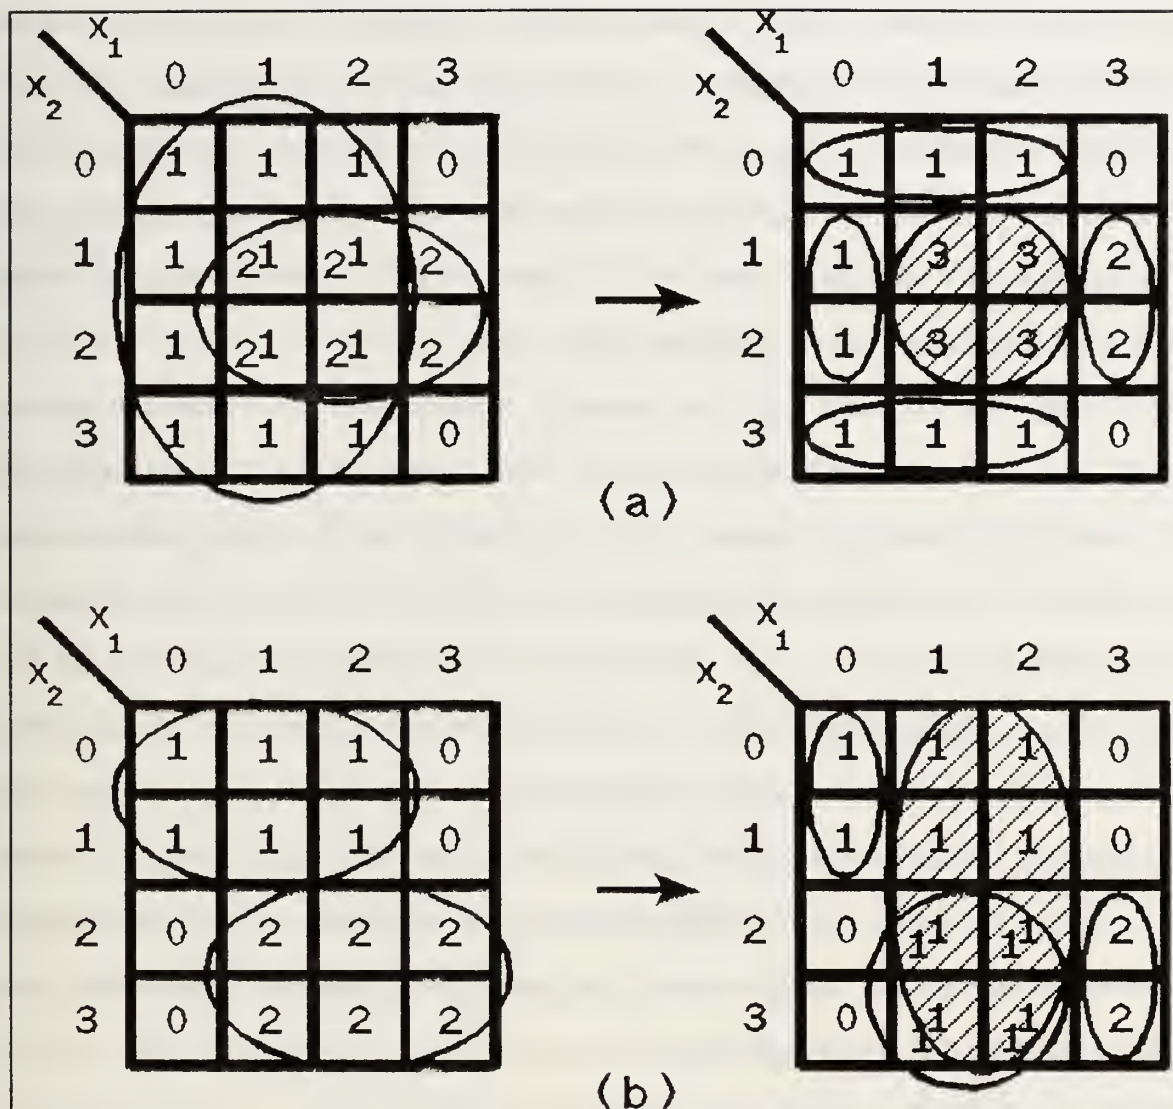 X1 X1
X2 0 1 2 3 X2 0 1 2 3
0 1 1 1 0 0 1 1 1 0
1 1 21 21 2 1 1 3 3 2
2 1 21 21 2 2 1 3 3 2
3 1 1 1 0 3 1 1 1 0
(a)
X1 X1
X2 0 1 2 3 X2 0 1 2 3
0 1 1 1 0 0 1 1 1 0
1 1 1 1 0 1 1 1 1 0
2 0 2 2 2 2 0 11 11 2
3 0 2 2 2 3 0 11 11 2
(b)